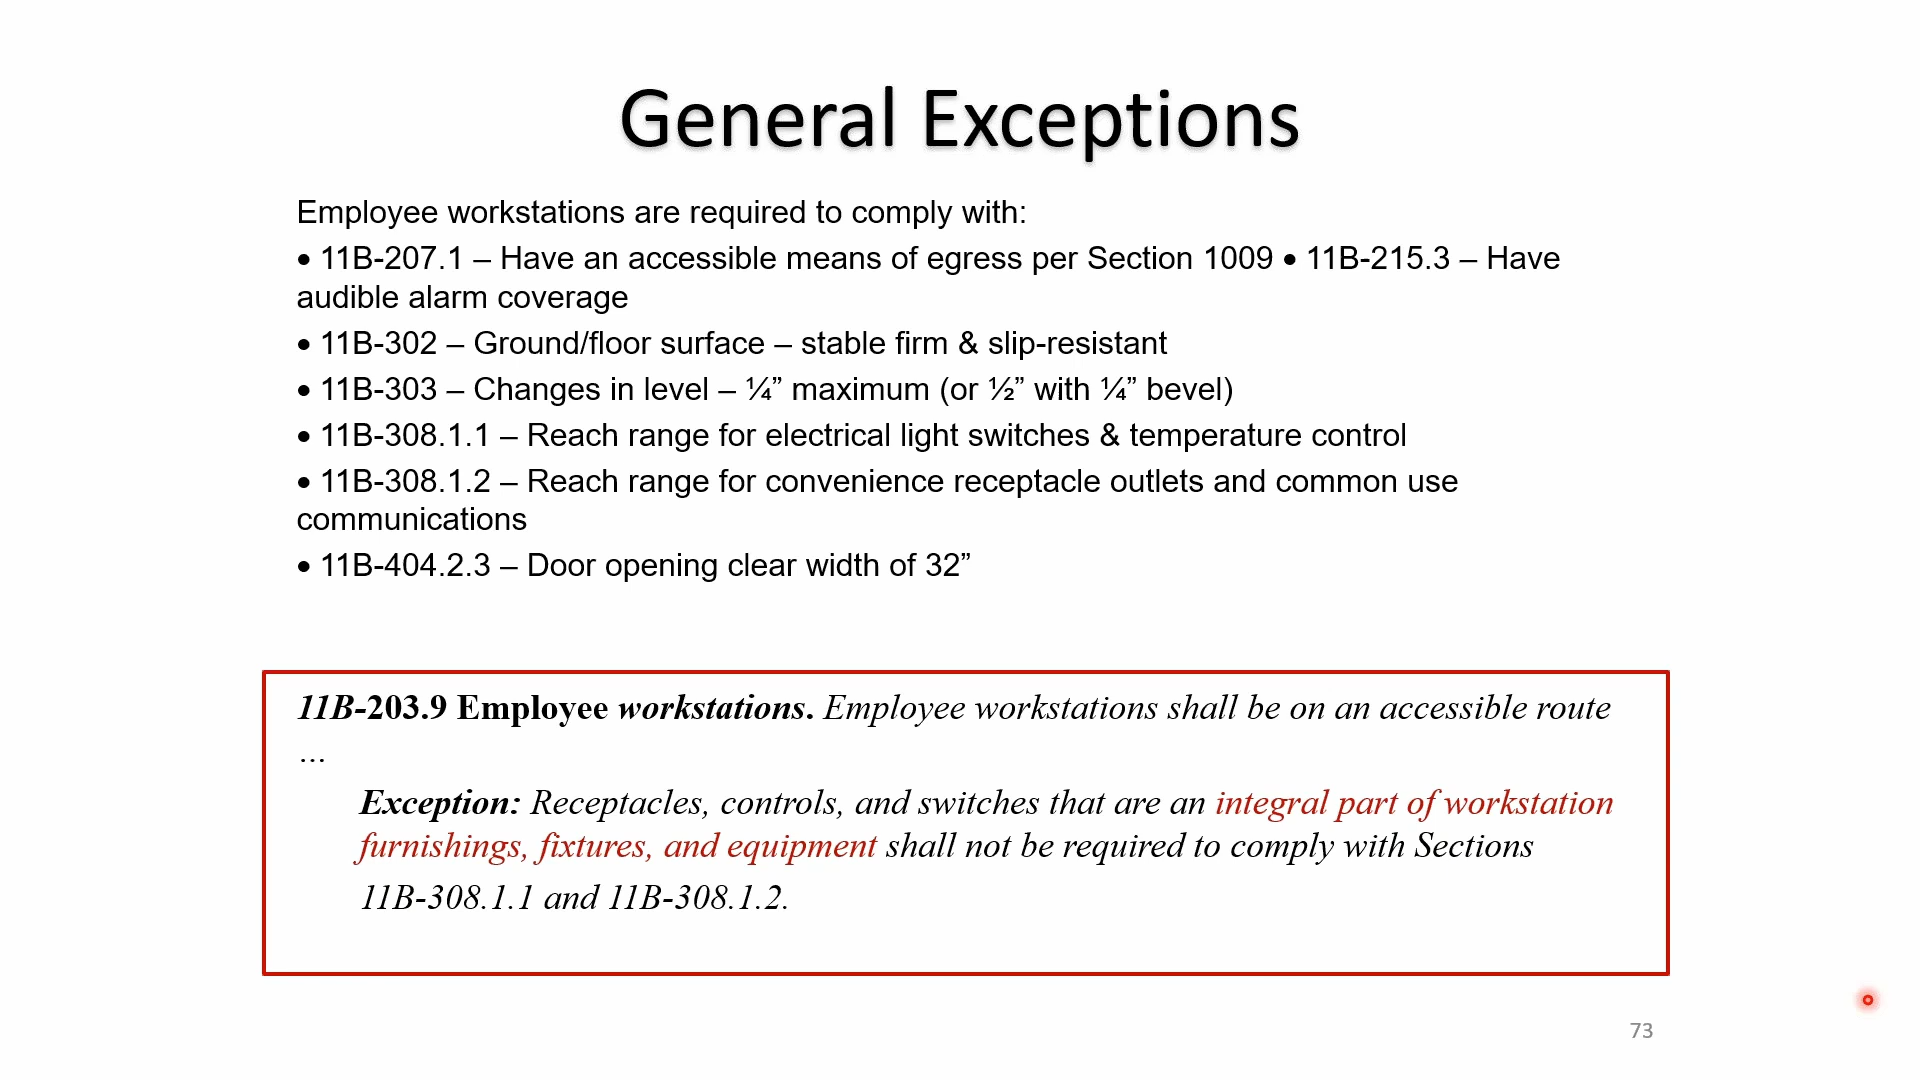 General Exceptions
Employee workstations are required to comply with:
• 11B-207.1 – Have an accessible means of egress per Section 1009 • 11B-215.3 – Have
audible alarm coverage
• 11B-302 – Ground/floor surface – stable firm & slip-resistant
• 11B-303 – Changes in level – ¼” maximum (or ½” with ¼” bevel)
• 11B-308.1.1 – Reach range for electrical light switches & temperature control
• 11B-308.1.2 – Reach range for convenience receptacle outlets and common use
communications
• 11B-404.2.3 – Door opening clear width of 32”
11B-203.9 Employee workstations. Employee workstations shall be on an accessible route
…
Exception: Receptacles, controls, and switches that are an integral part of workstation
furnishings, fixtures, and equipment shall not be required to comply with Sections
11B-308.1.1 and 11B-308.1.2.
73